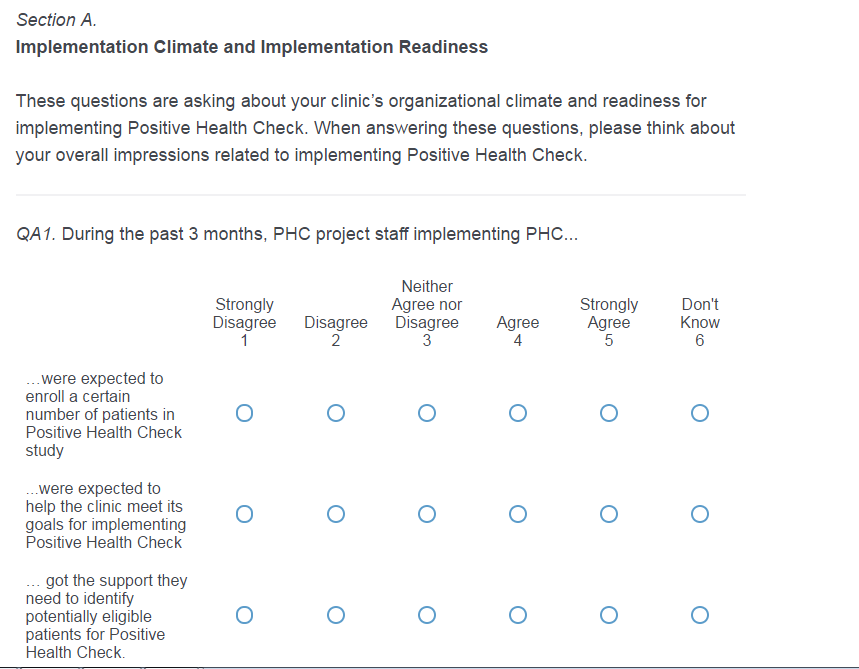 Section A.
Implementation Climate and Implementation Readiness
These questions are asking about your clinic’s organizational climate and readiness for
implementing Positive Health Check. When answering these questions, please think about
your overall impressions related to implementing Positive Health Check.
QA1. During the past 3 months, PHC project staff implementing PHC...
Strongly Disagree 1
Disagree 2
Neither Agree nor Disagree 3
Agree 4
Strongly Agree 5
Don't Know 6
…were expected to
enroll a certain
number of patients in
Positive Health Check
study
...were expected to
help the clinic meet its
goals for implementing
Positive Health Check
… got the support they
need to identify
potentially eligible
patients for Positive
Health Check.